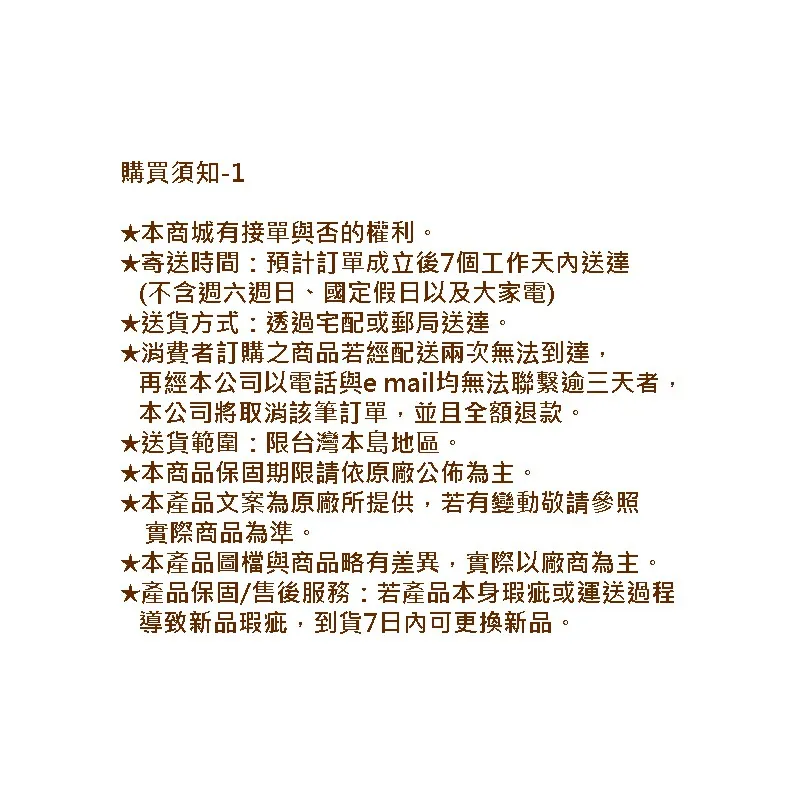 購買須知-1
★本商城有接單與否的權利。
★寄送時間：預計訂單成立後7個工作天內送達
(不含週六週日、國定假日以及大家電)
★送貨方式：透過宅配或郵局送達。
★消費者訂購之商品若經配送兩次無法到達，
再經本公司以電話與e mail均無法聯繫逾三天者，
本公司將取消該筆訂單，並且全額退款。
★送貨範圍：限台灣本島地區。
★本商品保固期限請依原廠公佈為主。
★本產品文案為原廠所提供，若有變動敬請參照
實際商品為準。
★本產品圖檔與商品略有差異，實際以廠商為主。
★產品保固/售後服務：若產品本身瑕疵或運送過程
導致新品瑕疵，到貨7日內可更換新品。